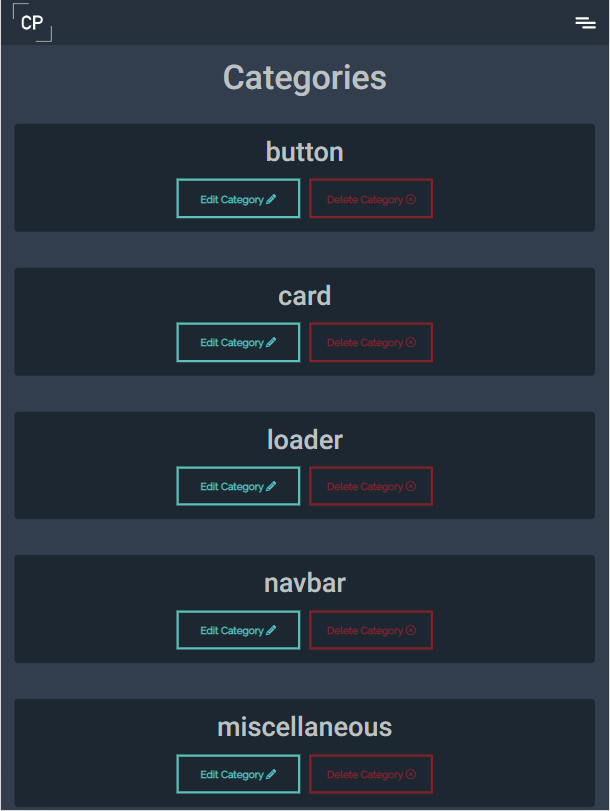 CP
Categories
button
Edit Category
Delete Category
card
Edit Category
Delete Category
loader
Edit Category
Delete Category
navbar
Edit Category
Delete Category
miscellaneous
Edit Category
Delete Category